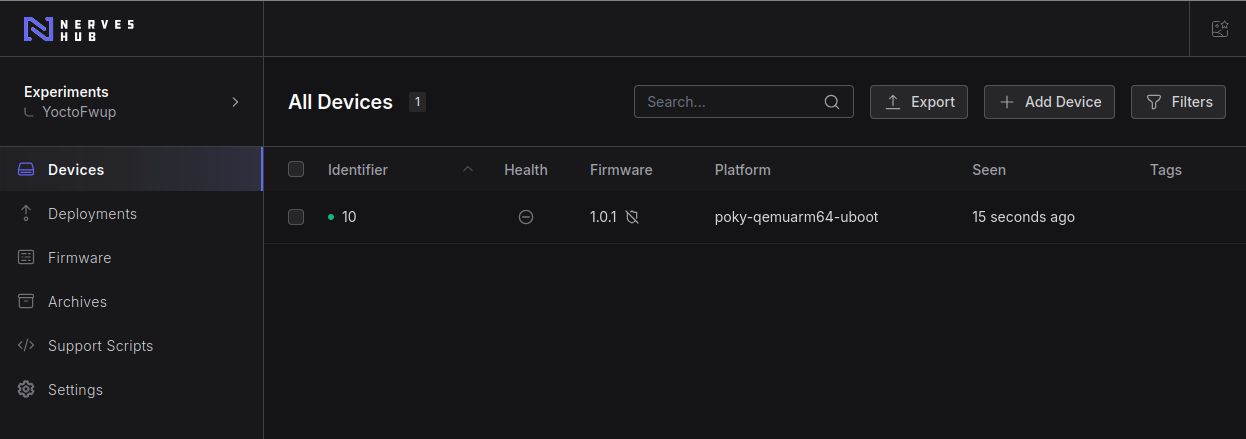 NERVES
HUB
Experiments
YoctoFwup
All Devices 1
Search...
Export
Add Device
Filters
Devices
Deployments
Firmware
Archives
Support Scripts
Settings
Identifier Health Firmware Platform Seen Tags
10 1.0.1 poky-qemuarm64-uboot 15 seconds ago